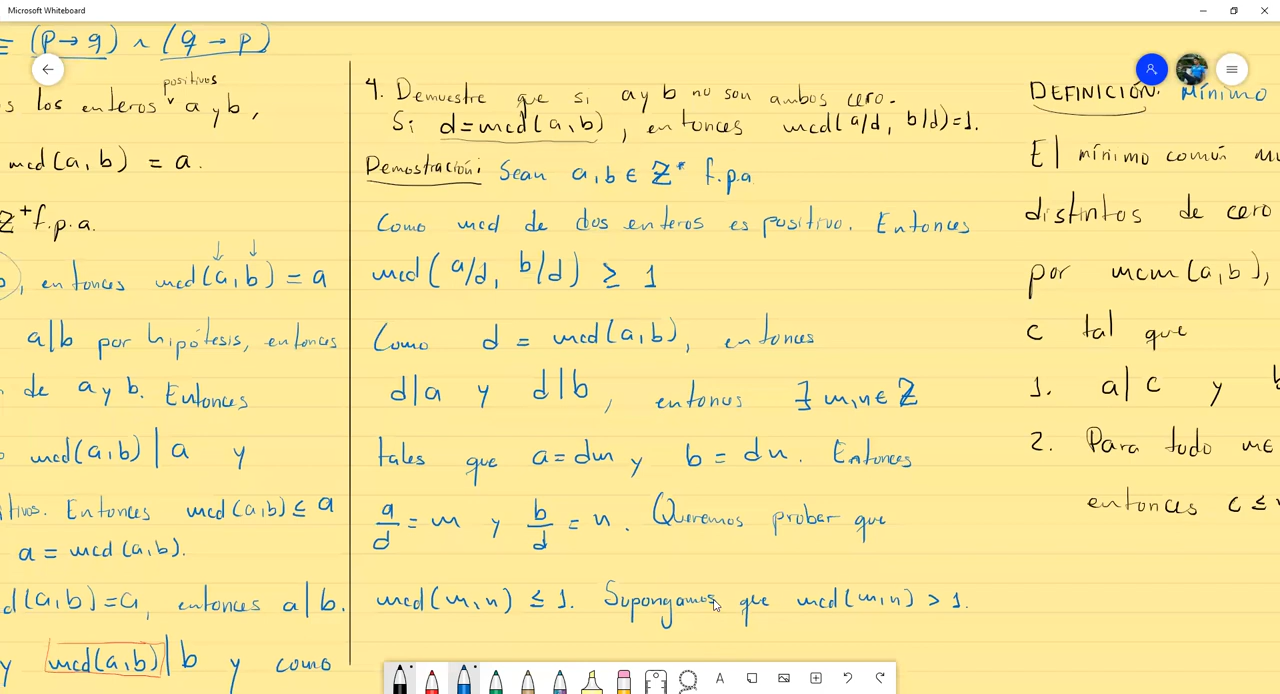 Microsoft Whiteboard
≡ (p → q) ∧ (q → p)
positivos
s los enteros a y b,
mcd(a,b) = a.
Z⁺ f.p.a.
, entonces mcd(a,b) = a
a|b por hipótesis, entonces
de a y b. Entonces
mcd(a,b) | a y
itivos. Entonces mcd(a,b) ≤ a
a = mcd(a,b).
d(a,b) = a, entonces a|b.
y mcd(a,b) | b y como
4. Demuestre que si a y b no son ambos cero.
Si d = mcd(a,b), entonces mcd(a/d, b/d) = 1.
Demostración: Sean a,b ∈ Z* f.p.a
Como mcd de dos enteros es positivo. Entonces
mcd(a/d, b/d) ≥ 1
Como d = mcd(a,b), entonces
d|a y d|b, entonces ∃ m,n ∈ Z
tales que a = dm y b = dn. Entonces
a/d = m y b/d = n. Queremos probar que
mcd(m,n) ≤ 1. Supongamos que mcd(m,n) > 1.
DEFINICIÓN: Mínimo
El mínimo común mu
distintos de cero
por mcm(a,b),
c tal que
1. a|c y b
2. Para todo m ∈
entonces c ≤ m